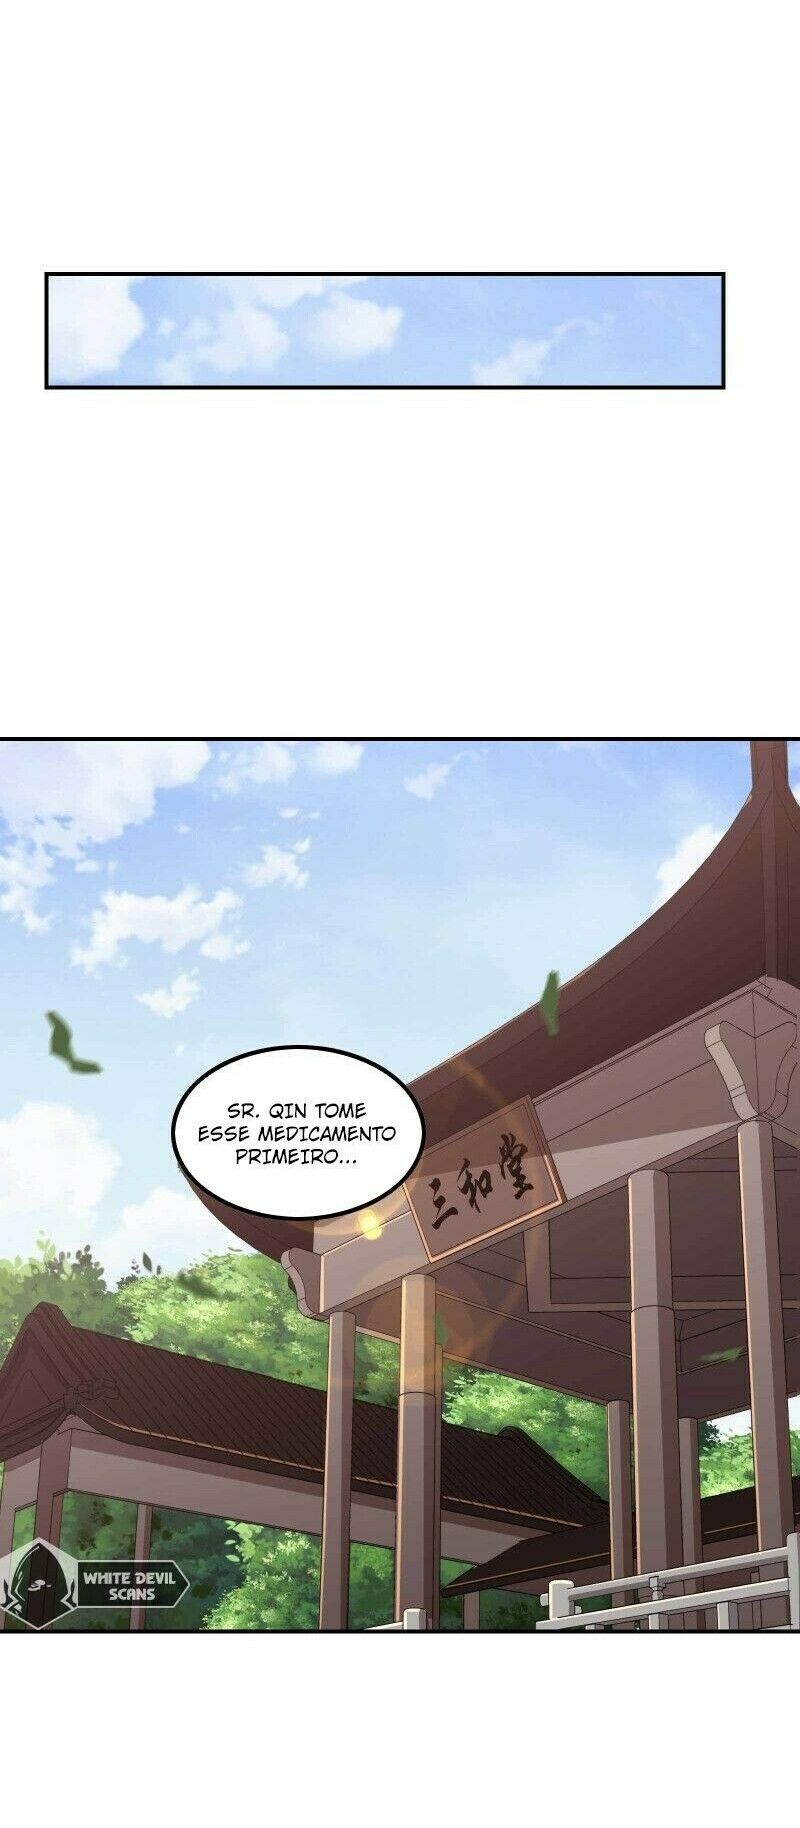 SR. QIN TOME
ESSE MEDICAMENTO
PRIMEIRO...
三和堂
WHITE DEVIL
SCANS